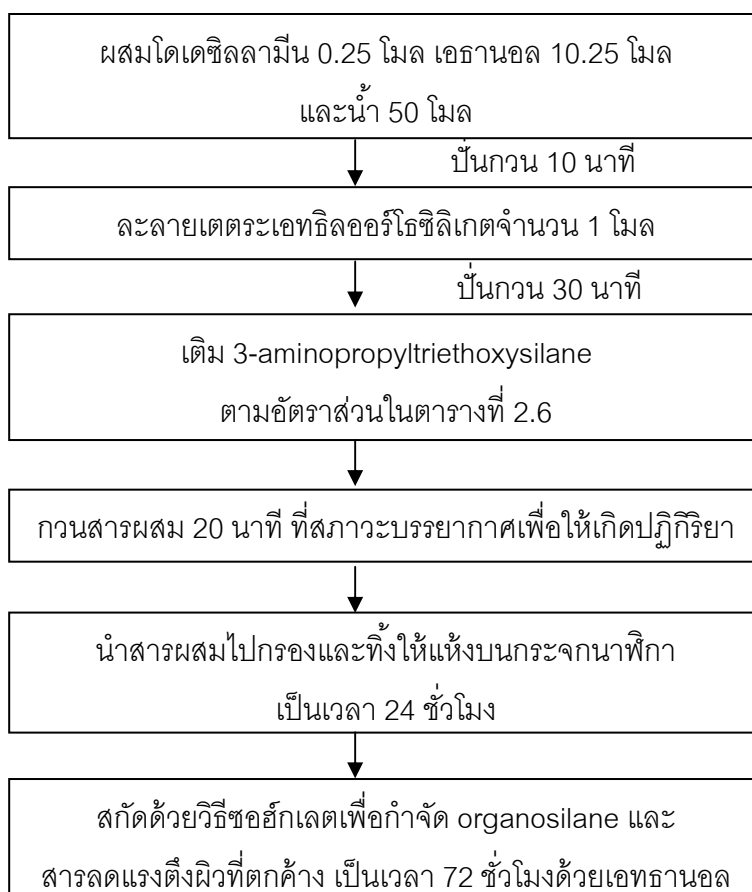 ผสมโดเดซิลลามีน 0.25 โมล เอธานอล 10.25 โมล
และน้ำ 50 โมล
ปั่นกวน 10 นาที
ละลายเตตระเอทธิลออร์โธซิลิเกตจำนวน 1 โมล
ปั่นกวน 30 นาที
เติม 3-aminopropyltriethoxysilane
ตามอัตราส่วนในตารางที่ 2.6
กวนสารผสม 20 นาที ที่สภาวะบรรยากาศเพื่อให้เกิดปฏิกิริยา
นำสารผสมไปกรองและทิ้งให้แห้งบนกระจกนาฬิกา
เป็นเวลา 24 ชั่วโมง
สกัดด้วยวิธีซอฮ์กเลตเพื่อกำจัด organosilane และ
สารลดแรงตึงผิวที่ตกค้าง เป็นเวลา 72 ชั่วโมงด้วยเอทธานอล